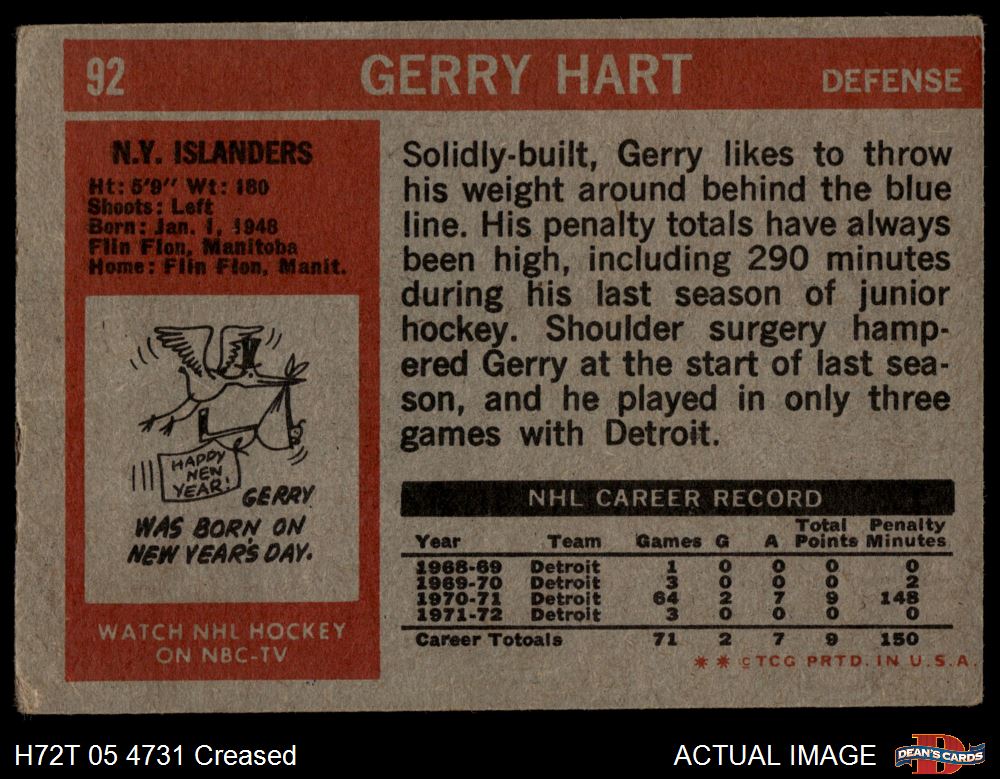 92 GERRY HART DEFENSE
N.Y. ISLANDERS
Ht: 5'9" Wt: 180
Shoots: Left
Born: Jan. 1, 1948
Flin Flon, Manitoba
Home: Flin Flon, Manit.
HAPPY
NEW
YEAR!
GERRY
WAS BORN ON
NEW YEAR'S DAY.
WATCH NHL HOCKEY
ON NBC-TV
Solidly-built, Gerry likes to throw
his weight around behind the blue
line. His penalty totals have always
been high, including 290 minutes
during his last season of junior
hockey. Shoulder surgery hamp-
ered Gerry at the start of last sea-
son, and he played in only three
games with Detroit.
NHL CAREER RECORD
Total Penalty
Year Team Games G A Points Minutes
1968-69 Detroit 1 0 0 0 0
1969-70 Detroit 3 0 0 0 2
1970-71 Detroit 64 2 7 9 148
1971-72 Detroit 3 0 0 0 0
Career Totoals 71 2 7 9 150
** ©TCG PRTD. IN U.S.A.
H72T 05 4731 Creased ACTUAL IMAGE DEAN'S CARDS